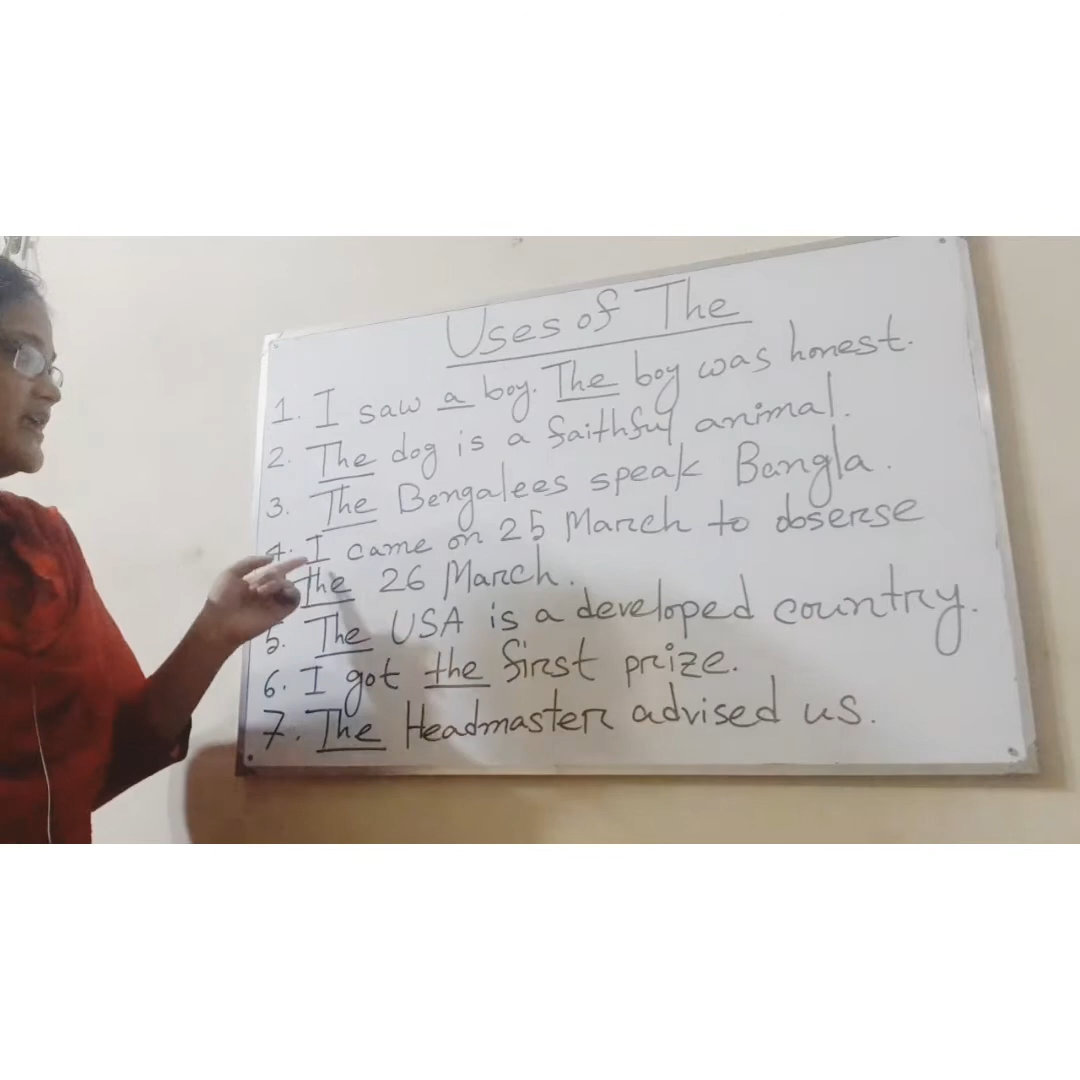 Uses of The
1. I saw a boy. The boy was honest.
2. The dog is a faithful animal.
3. The Bengalees speak Bangla.
4. I came on 25 March to obserse
the 26 March.
5. The USA is a developed country.
6. I got the first prize.
7. The Headmaster advised us.